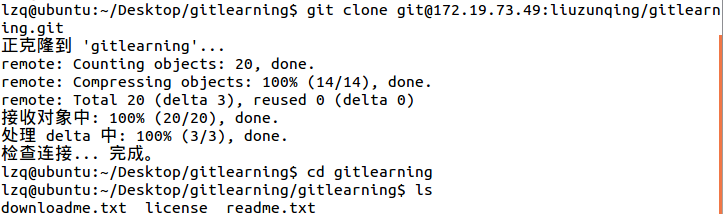 lzq@ubuntu:~/Desktop/gitlearning$ git clone git@172.19.73.49:liuzunqing/gitlearni
ng.git
正克隆到 'gitlearning'...
remote: Counting objects: 20, done.
remote: Compressing objects: 100% (14/14), done.
remote: Total 20 (delta 3), reused 0 (delta 0)
接收对象中: 100% (20/20), done.
处理 delta 中: 100% (3/3), done.
检查连接... 完成。
lzq@ubuntu:~/Desktop/gitlearning$ cd gitlearning
lzq@ubuntu:~/Desktop/gitlearning/gitlearning$ ls
downloadme.txt  license  readme.txt